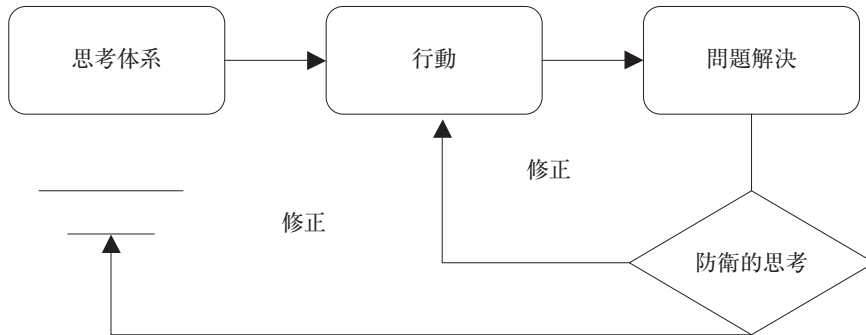 思考体系
行動
問題解決
修正
修正
防衛的思考